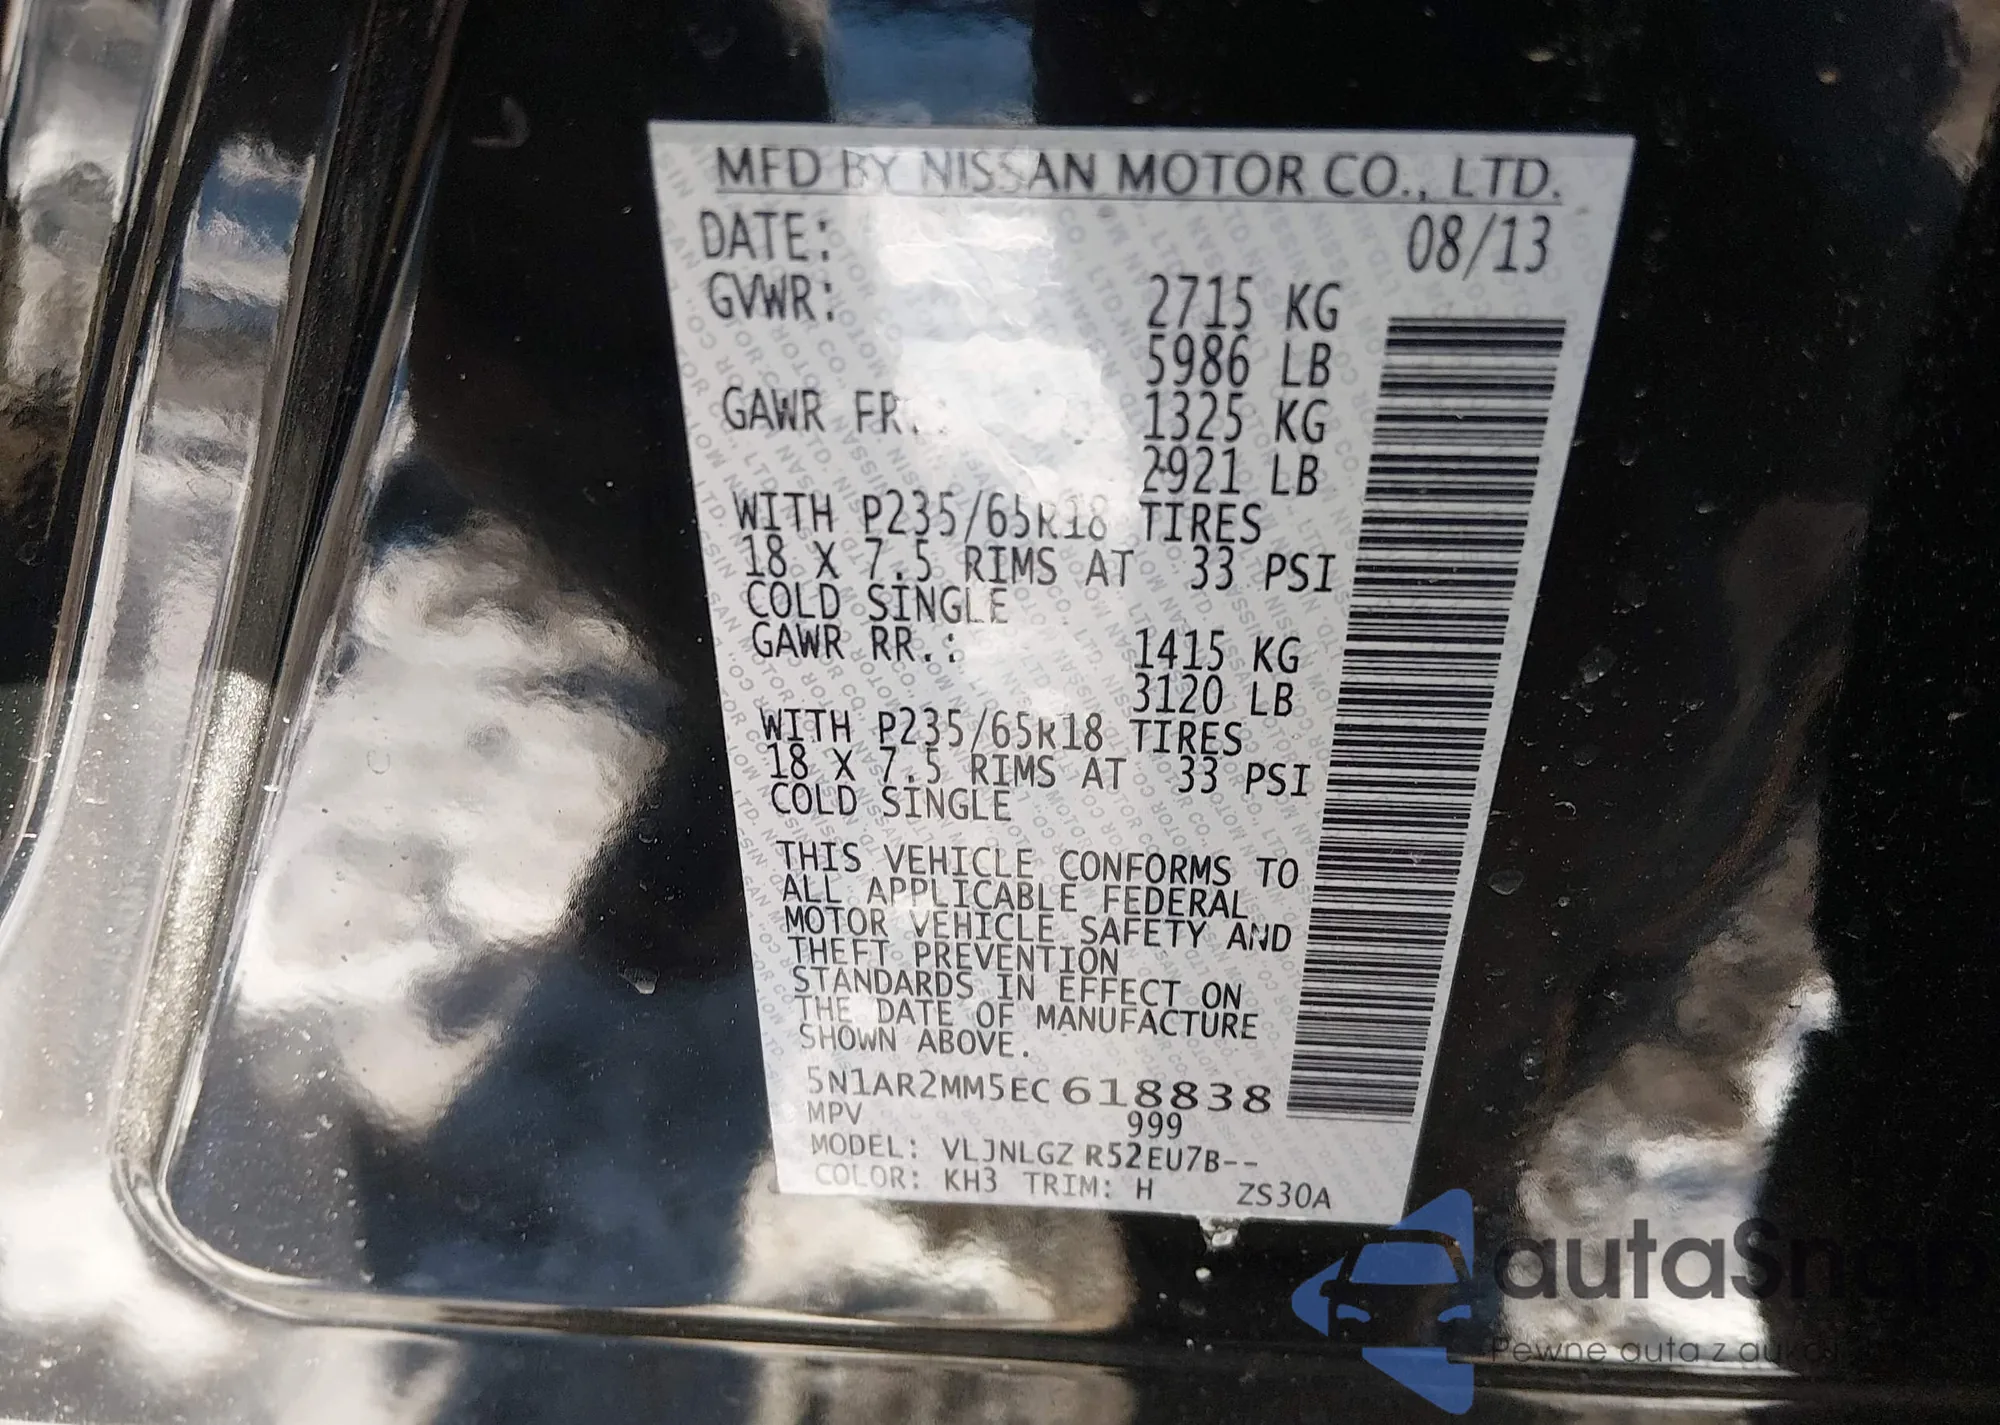 MFD BY NISSAN MOTOR CO., LTD.
DATE: 08/13
GVWR: 2715 KG
5986 LB
GAWR FR.: 1325 KG
2921 LB
WITH P235/65R18 TIRES
18 X 7.5 RIMS AT 33 PSI
COLD SINGLE
GAWR RR.: 1415 KG
3120 LB
WITH P235/65R18 TIRES
18 X 7.5 RIMS AT 33 PSI
COLD SINGLE
THIS VEHICLE CONFORMS TO
ALL APPLICABLE FEDERAL
MOTOR VEHICLE SAFETY AND
THEFT PREVENTION
STANDARDS IN EFFECT ON
THE DATE OF MANUFACTURE
SHOWN ABOVE.
5N1AR2MM5EC618838
MPV 999
MODEL: VLJNLGZ R52EU7B--
COLOR: KH3 TRIM: H ZS30A
autaSnap
Pewne auta z